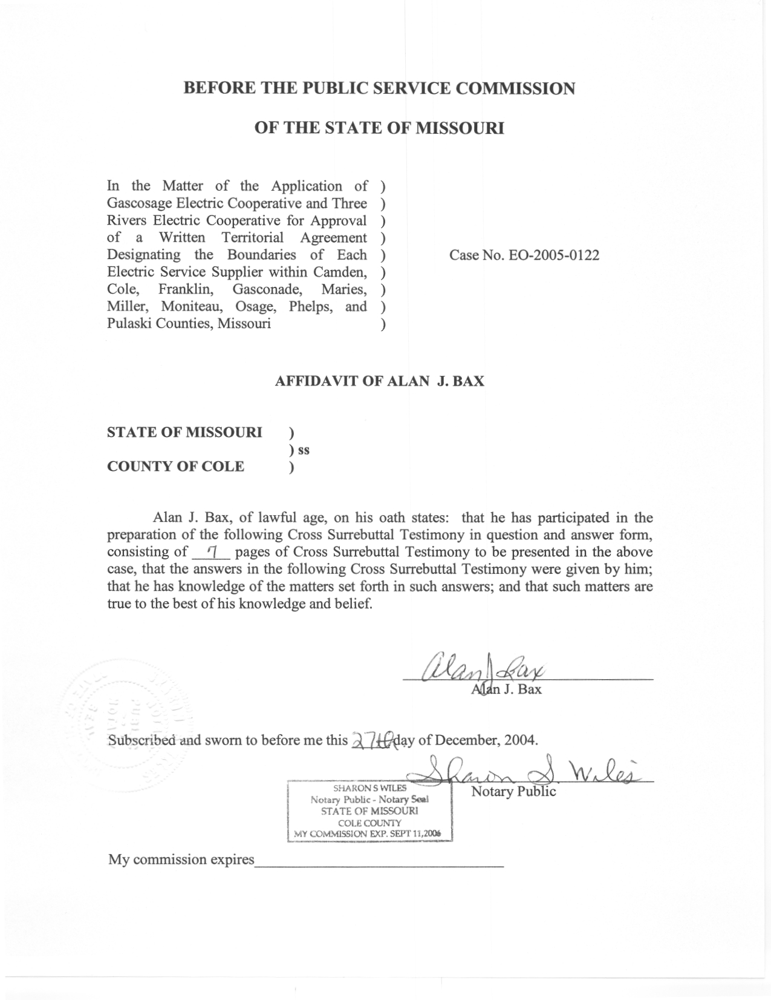 BEFORE THE PUBLIC SERVICE COMMISSION
OF THE STATE OF MISSOURI
In the Matter of the Application of )
Gascosage Electric Cooperative and Three )
Rivers Electric Cooperative for Approval )
of a Written Territorial Agreement )
Designating the Boundaries of Each ) Case No. EO-2005-0122
Electric Service Supplier within Camden, )
Cole, Franklin, Gasconade, Maries, )
Miller, Moniteau, Osage, Phelps, and )
Pulaski Counties, Missouri )
AFFIDAVIT OF ALAN J. BAX
STATE OF MISSOURI )
) ss
COUNTY OF COLE )
Alan J. Bax, of lawful age, on his oath states: that he has participated in the
preparation of the following Cross Surrebuttal Testimony in question and answer form,
consisting of 7 pages of Cross Surrebuttal Testimony to be presented in the above
case, that the answers in the following Cross Surrebuttal Testimony were given by him;
that he has knowledge of the matters set forth in such answers; and that such matters are
true to the best of his knowledge and belief.
Alan J Bax
Alan J. Bax
Subscribed and sworn to before me this 27th day of December, 2004.
Sharon S Wiles
Notary Public
SHARON S WILES
Notary Public - Notary Seal
STATE OF MISSOURI
COLE COUNTY
MY COMMISSION EXP. SEPT 11,2006
My commission expires